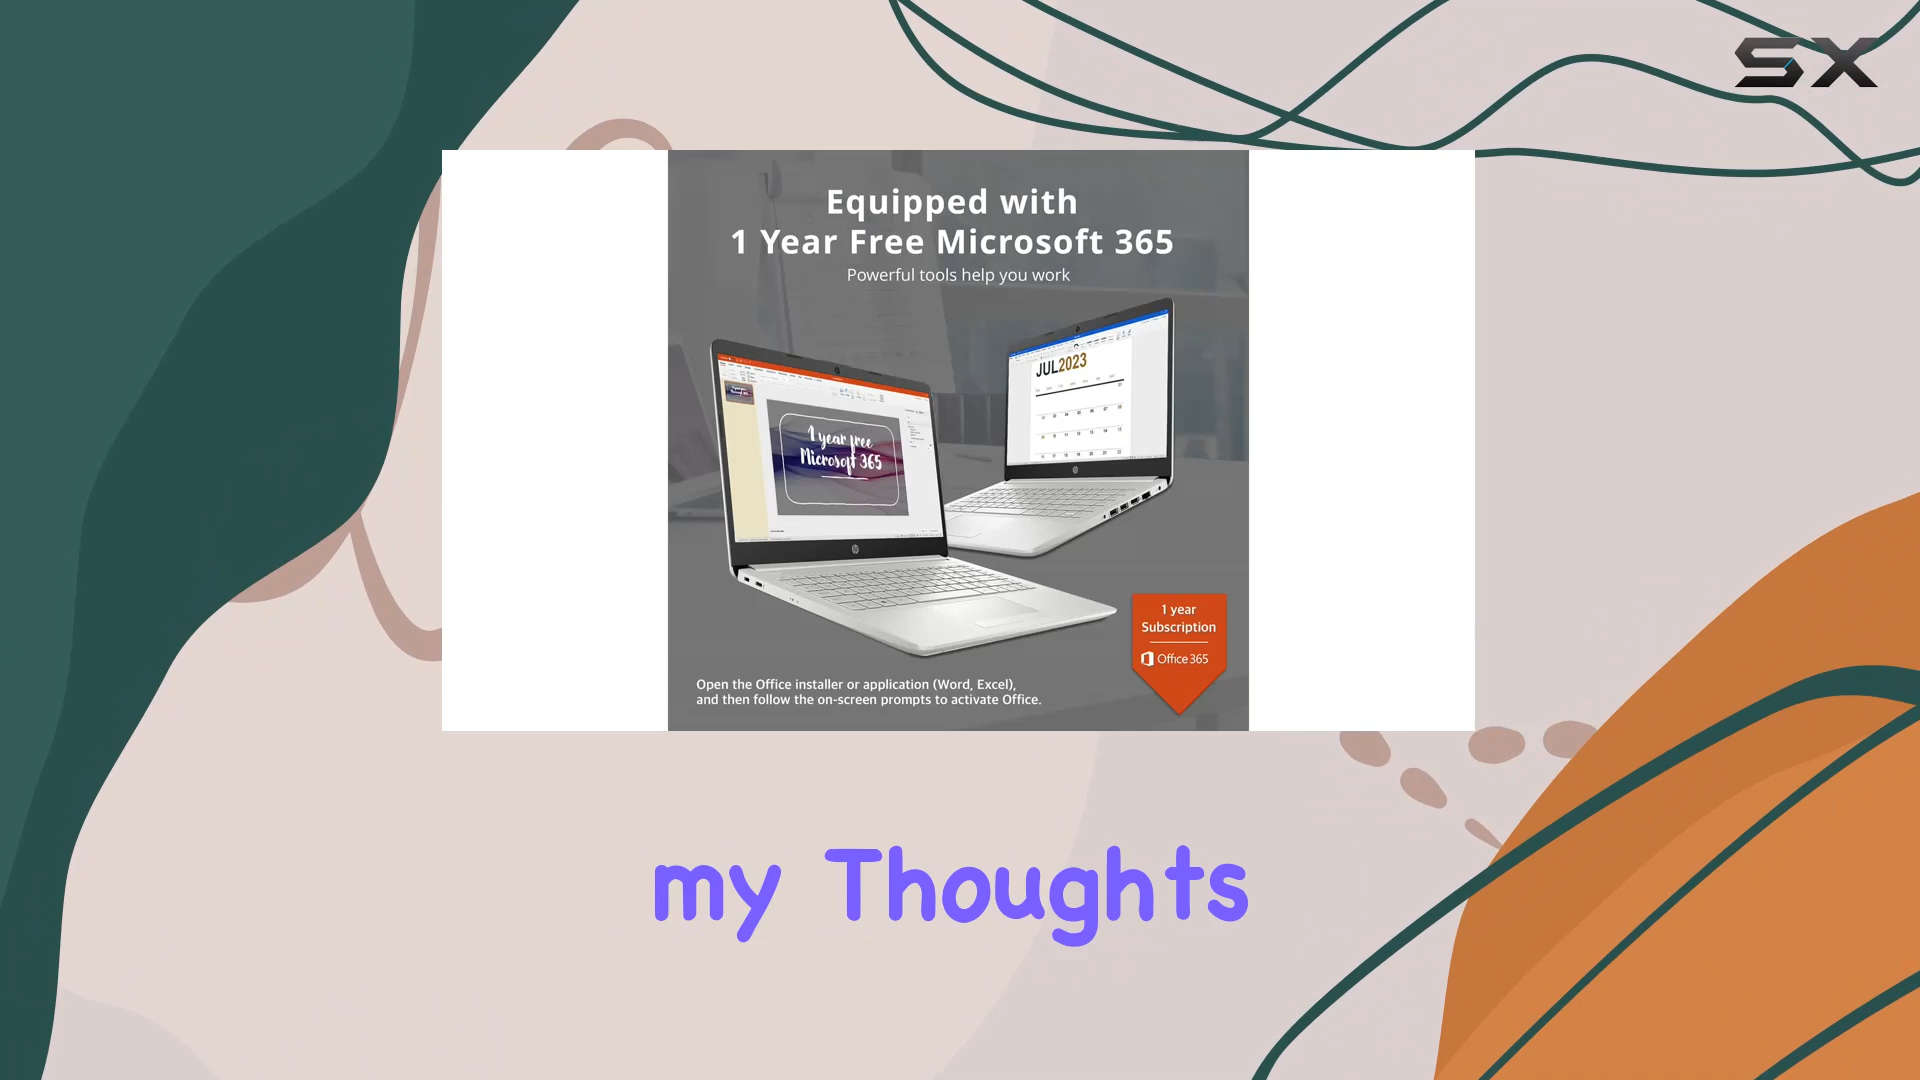 SX
Equipped with
1 Year Free Microsoft 365
Powerful tools help you work
JUL2023
1 year free
Microsoft 365
hp
1 year
Subscription
Office 365
Open the Office installer or application (Word, Excel),
and then follow the on-screen prompts to activate Office.
my Thoughts